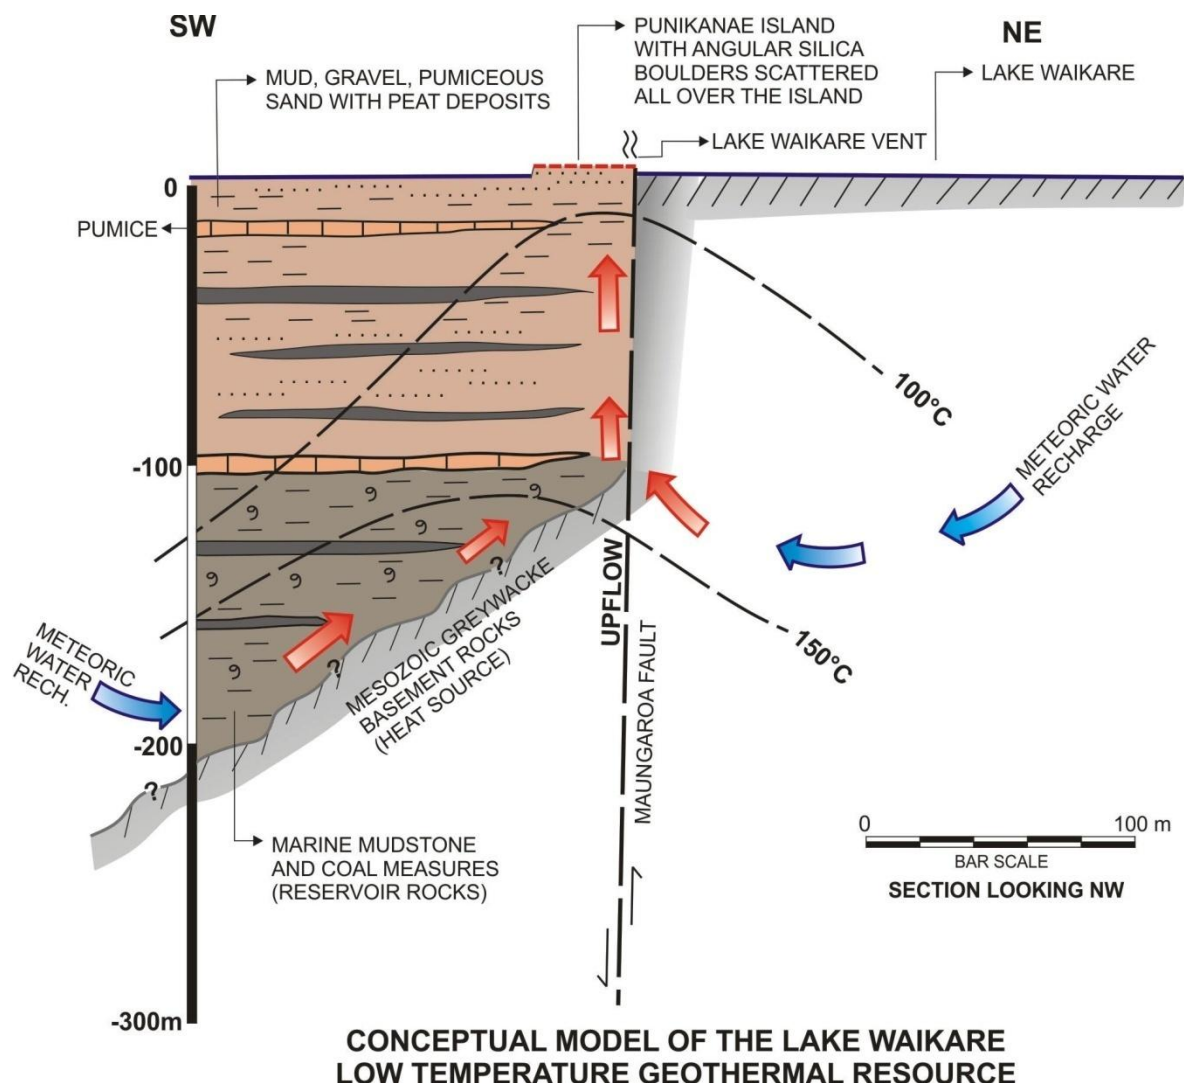 SW
NE
PUNIKANAE ISLAND
WITH ANGULAR SILICA
BOULDERS SCATTERED
ALL OVER THE ISLAND
MUD, GRAVEL, PUMICEOUS
SAND WITH PEAT DEPOSITS
LAKE WAIKARE
LAKE WAIKARE VENT
0
PUMICE
100°C
METEORIC WATER
RECHARGE
-100
?
UPFLOW
150°C
METEORIC
WATER
RECH.
?
MESOZOIC GREYWACKE
BASEMENT ROCKS
(HEAT SOURCE)
-200
?
MAUNGAROA FAULT
MARINE MUDSTONE
AND COAL MEASURES
(RESERVOIR ROCKS)
0 100 m
BAR SCALE
SECTION LOOKING NW
-300m
CONCEPTUAL MODEL OF THE LAKE WAIKARE
LOW TEMPERATURE GEOTHERMAL RESOURCE